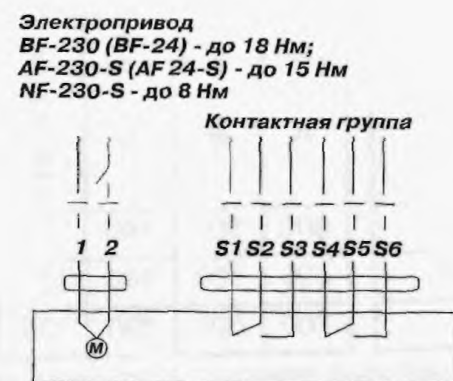 Электропривод
BF-230 (BF-24) - до 18 Нм;
AF-230-S (AF 24-S) - до 15 Нм
NF-230-S - до 8 Нм
Контактная группа
1 2 S1 S2 S3 S4 S5 S6
M